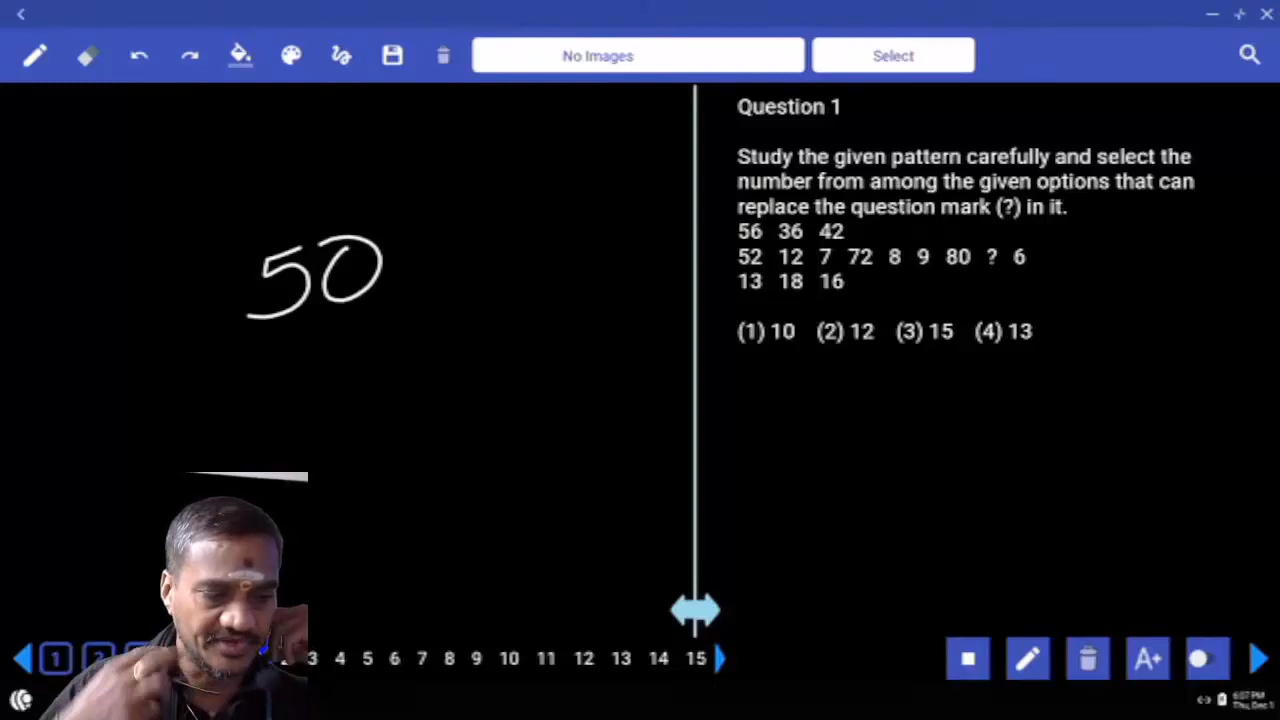 No Images
Select
50
Question 1
Study the given pattern carefully and select the
number from among the given options that can
replace the question mark (?) in it.
56 36 42
52 12 7 72 8 9 80 ? 6
13 18 16
(1) 10 (2) 12 (3) 15 (4) 13
1
3 4 5 6 7 8 9 10 11 12 13 14 15
A+
6:07 PM